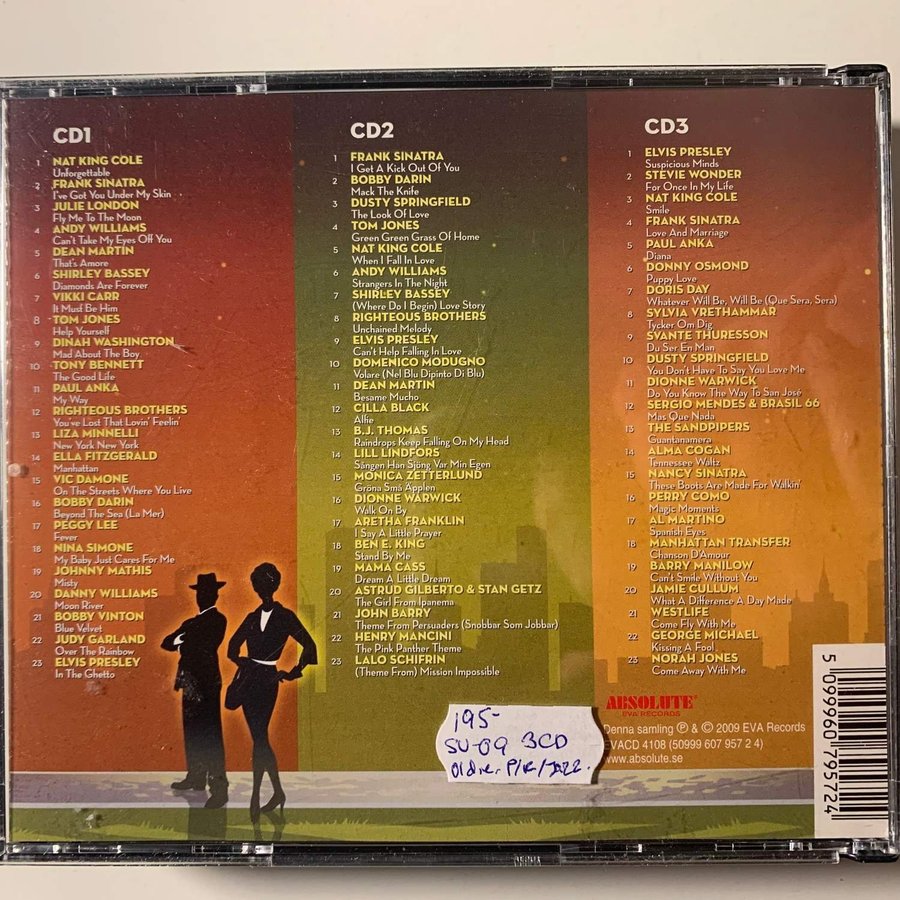 CD1
1 NAT KING COLE
Unforgettable
2 FRANK SINATRA
I've Got You Under My Skin
3 JULIE LONDON
Fly Me To The Moon
4 ANDY WILLIAMS
Can't Take My Eyes Off You
5 DEAN MARTIN
That's Amore
6 SHIRLEY BASSEY
Diamonds Are Forever
7 VIKKI CARR
It Must Be Him
8 TOM JONES
Help Yourself
9 DINAH WASHINGTON
Mad About The Boy
10 TONY BENNETT
The Good Life
11 PAUL ANKA
My Way
12 RIGHTEOUS BROTHERS
You've Lost That Lovin' Feelin'
13 LIZA MINNELLI
New York New York
14 ELLA FITZGERALD
Manhattan
15 VIC DAMONE
On The Streets Where You Live
16 BOBBY DARIN
Beyond The Sea (La Mer)
17 PEGGY LEE
Fever
18 NINA SIMONE
My Baby Just Cares For Me
19 JOHNNY MATHIS
Misty
20 DANNY WILLIAMS
Moon River
21 BOBBY VINTON
Blue Velvet
22 JUDY GARLAND
Over The Rainbow
23 ELVIS PRESLEY
In The Ghetto
CD2
1 FRANK SINATRA
I Get A Kick Out Of You
2 BOBBY DARIN
Mack The Knife
3 DUSTY SPRINGFIELD
The Look Of Love
4 TOM JONES
Green Green Grass Of Home
5 NAT KING COLE
When I Fall In Love
6 ANDY WILLIAMS
Strangers In The Night
7 SHIRLEY BASSEY
(Where Do I Begin) Love Story
8 RIGHTEOUS BROTHERS
Unchained Melody
9 ELVIS PRESLEY
Can't Help Falling In Love
10 DOMENICO MODUGNO
Volare (Nel Blu Dipinto Di Blu)
11 DEAN MARTIN
Besame Mucho
12 CILLA BLACK
Alfie
13 B.J. THOMAS
Raindrops Keep Falling On My Head
14 LILL LINDFORS
Sången Han Sjöng Var Min Egen
15 MONICA ZETTERLUND
Gröna Små Äpplen
16 DIONNE WARWICK
Walk On By
17 ARETHA FRANKLIN
I Say A Little Prayer
18 BEN E. KING
Stand By Me
19 MAMA CASS
Dream A Little Dream
20 ASTRUD GILBERTO & STAN GETZ
The Girl From Ipanema
21 JOHN BARRY
Theme From Persuaders (Snobbar Som Jobbar)
22 HENRY MANCINI
The Pink Panther Theme
23 LALO SCHIFRIN
(Theme From) Mission Impossible
CD3
1 ELVIS PRESLEY
Suspicious Minds
2 STEVIE WONDER
For Once In My Life
3 NAT KING COLE
Smile
4 FRANK SINATRA
Love And Marriage
5 PAUL ANKA
Diana
6 DONNY OSMOND
Puppy Love
7 DORIS DAY
Whatever Will Be, Will Be (Que Sera, Sera)
8 SYLVIA VRETHAMMAR
Tycker Om Dig
9 SVANTE THURESSON
Du Ser En Man
10 DUSTY SPRINGFIELD
You Don't Have To Say You Love Me
11 DIONNE WARWICK
Do You Know The Way To San José
12 SERGIO MENDES & BRASIL 66
Mas Que Nada
13 THE SANDPIPERS
Guantanamera
14 ALMA COGAN
Tennessee Waltz
15 NANCY SINATRA
These Boots Are Made For Walkin'
16 PERRY COMO
Magic Moments
17 AL MARTINO
Spanish Eyes
18 MANHATTAN TRANSFER
Chanson D'Amour
19 BARRY MANILOW
Can't Smile Without You
20 JAMIE CULLUM
What A Difference A Day Made
21 WESTLIFE
Come Fly With Me
22 GEORGE MICHAEL
Kissing A Fool
23 NORAH JONES
Come Away With Me
ABSOLUTE
EVA RECORDS
Denna samling ℗ & © 2009 EVA Records
EVACD 4108 (50999 607 957 2 4)
www.absolute.se
5 099960 795724
195-
SU-09 3CD
Oldie. P/R/Jazz.